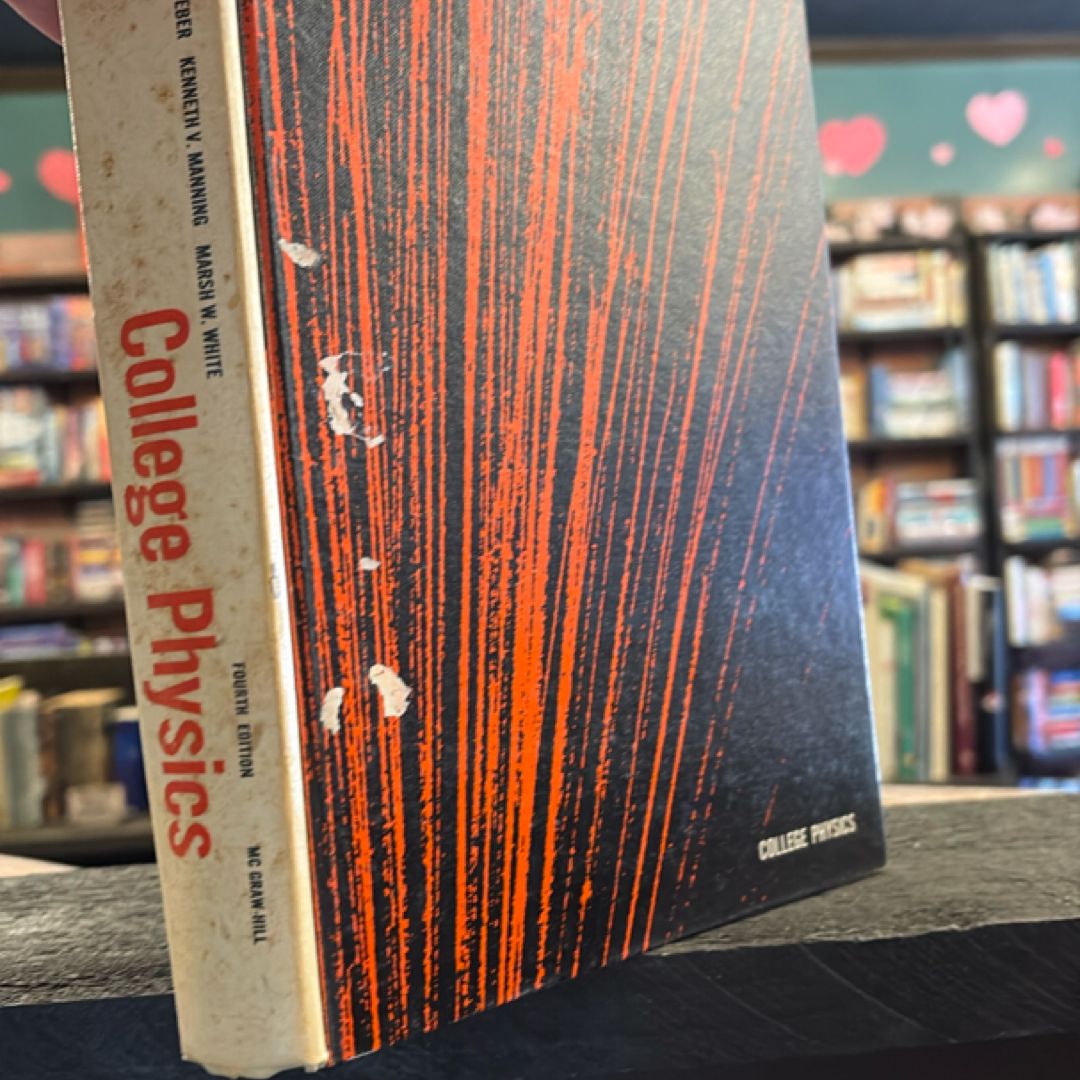 EBER KENNETH V. MANNING MARSH W. WHITE
College Physics
FOURTH EDITION
MC GRAW-HILL
COLLEGE PHYSICS